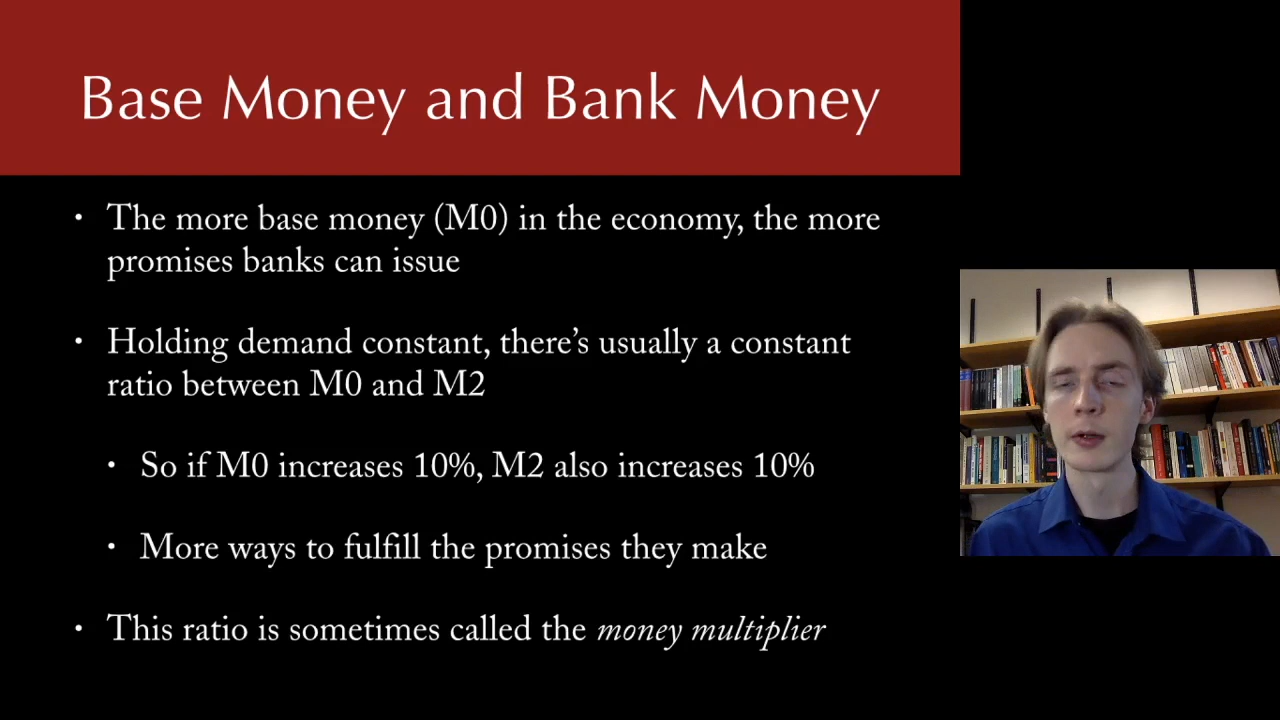 Base Money and Bank Money
• The more base money (M0) in the economy, the more
promises banks can issue
• Holding demand constant, there’s usually a constant
ratio between M0 and M2
• So if M0 increases 10%, M2 also increases 10%
• More ways to fulfill the promises they make
• This ratio is sometimes called the money multiplier